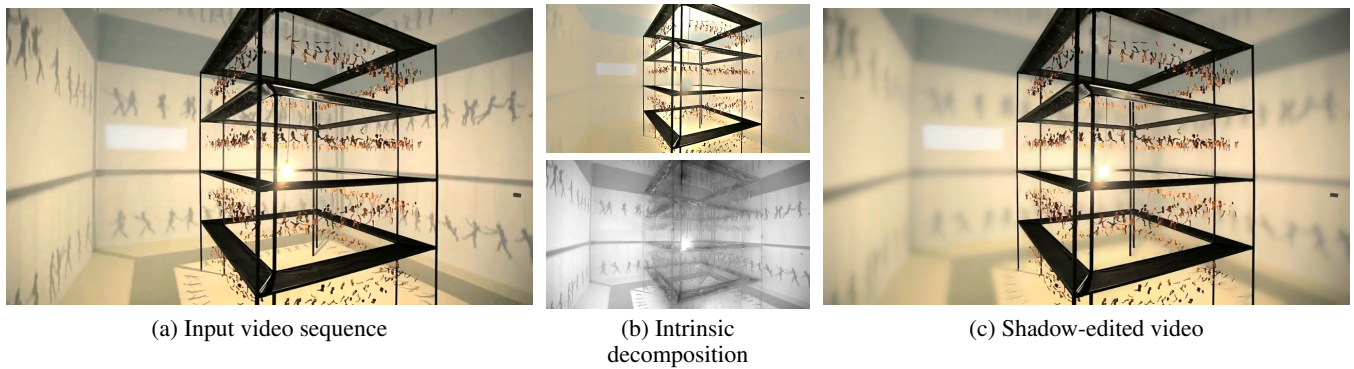 (a) Input video sequence
(b) Intrinsic
decomposition
(c) Shadow-edited video